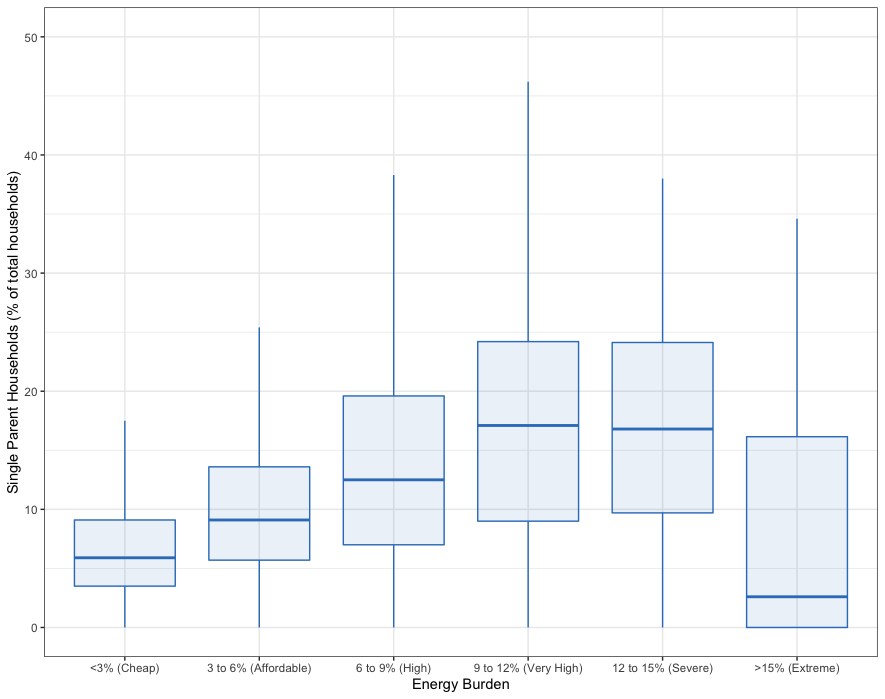 Single Parent Households (% of total households)
50
40
30
20
10
0
<3% (Cheap) 3 to 6% (Affordable) 6 to 9% (High) 9 to 12% (Very High) 12 to 15% (Severe) >15% (Extreme)
Energy Burden